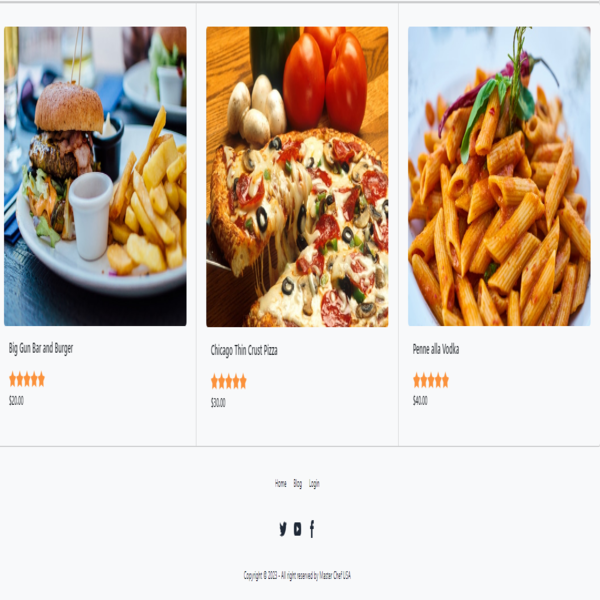 Big Gun Bar and Burger
$20.00
Chicago Thin Crust Pizza
$30.00
Penne alla Vodka
$40.00
Home Blog Login
Copyright © 2023 - All right reserved by Master Chef USA